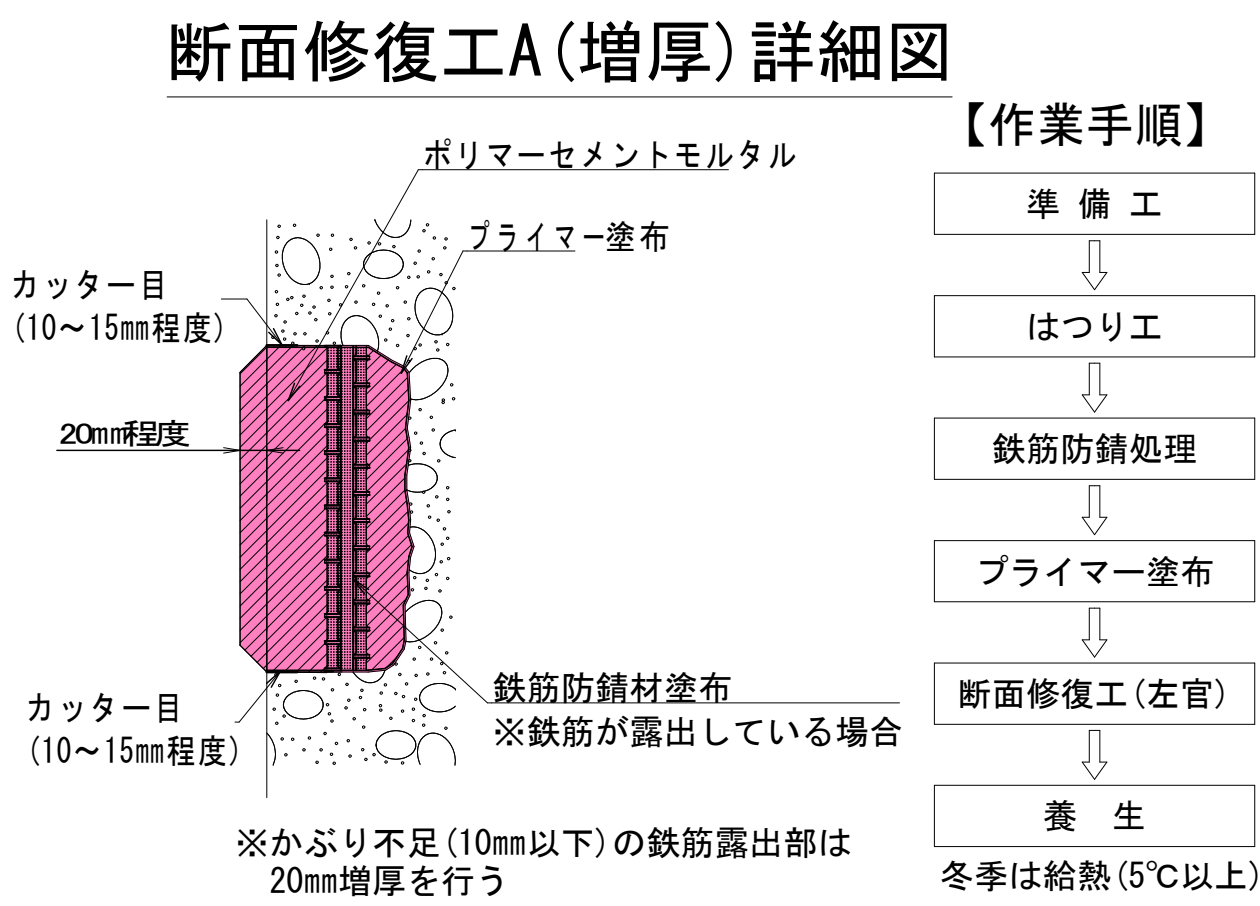 断面修復工A(増厚)詳細図
ポリマーセメントモルタル
プライマー塗布
カッター目
(10～15㎜程度)
20mm程度
カッター目
(10～15㎜程度)
鉄筋防錆材塗布
※鉄筋が露出している場合
※かぶり不足(10㎜以下)の鉄筋露出部は
20㎜増厚を行う
【作業手順】
準 備 工
はつり工
鉄筋防錆処理
プライマー塗布
断面修復工(左官)
養 生
冬季は給熱(5℃以上)